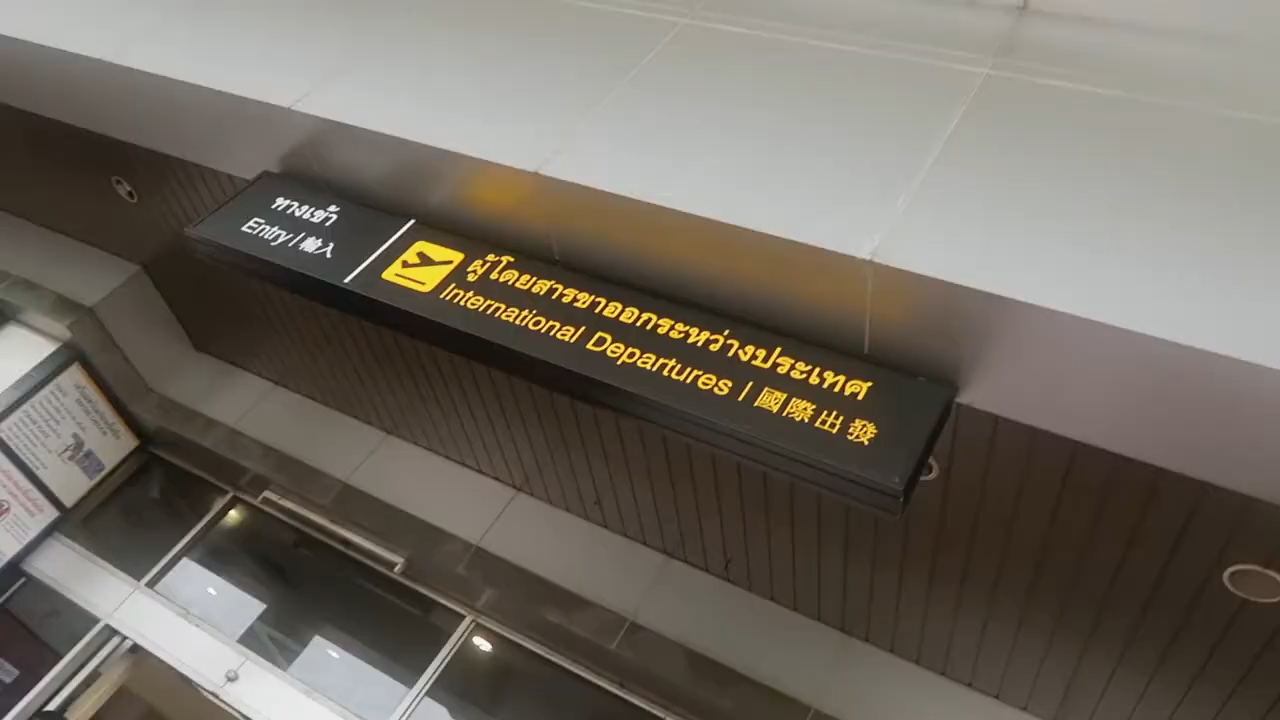 ทางเข้า
Entry / 輸入
ผู้โดยสารขาออกระหว่างประเทศ
International Departures / 國際出發